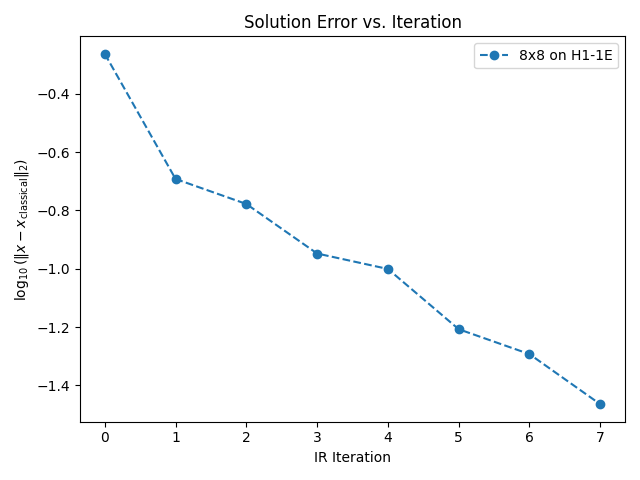 Solution Error vs. Iteration
8x8 on H1-1E
log₁₀ (‖x − x_classical‖₂)
−0.4
−0.6
−0.8
−1.0
−1.2
−1.4
0 1 2 3 4 5 6 7
IR Iteration